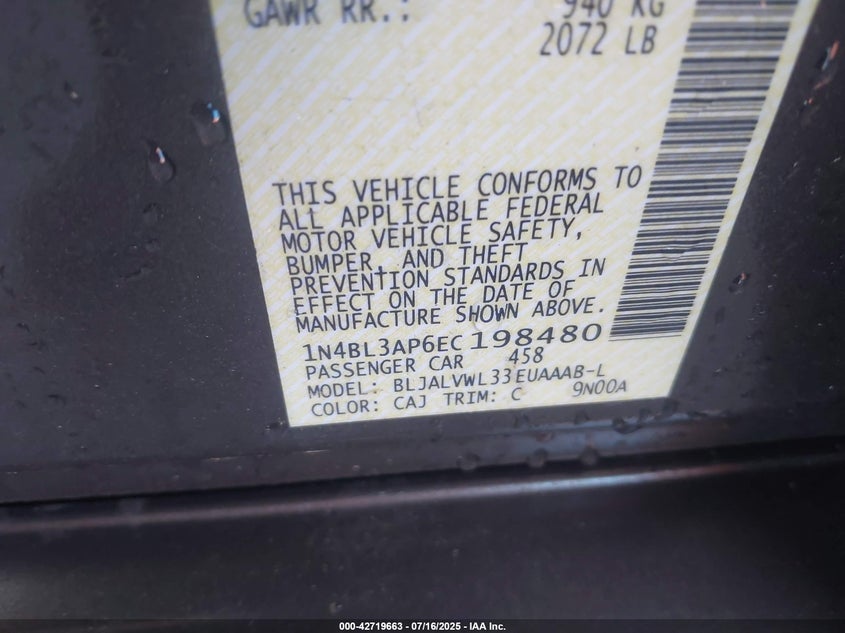 GAWR RR.: 940 KG
2072 LB
THIS VEHICLE CONFORMS TO
ALL APPLICABLE FEDERAL
MOTOR VEHICLE SAFETY,
BUMPER, AND THEFT
PREVENTION STANDARDS IN
EFFECT ON THE DATE OF
MANUFACTURE SHOWN ABOVE.
1N4BL3AP6EC198480
PASSENGER CAR 458
MODEL: BLJALVWL33EUAAAB-L
COLOR: CAJ TRIM: C 9N00A
000-42719663 - 07/16/2025 - IAA Inc.